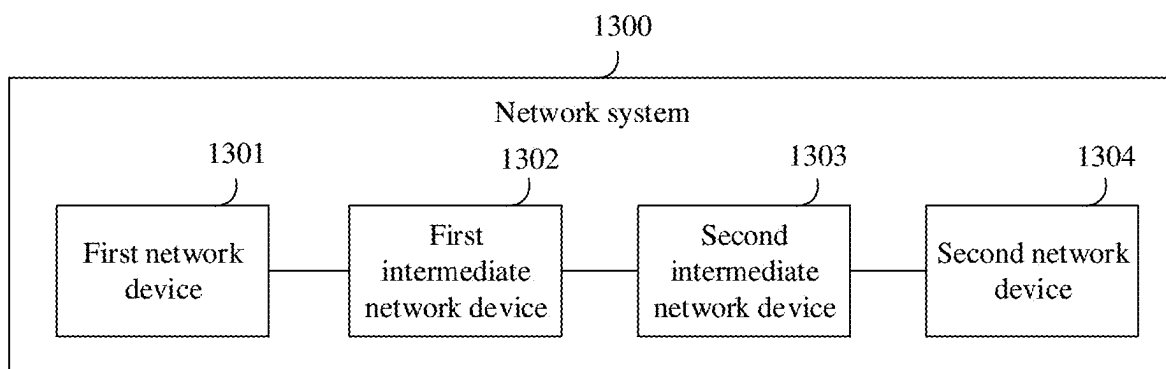 1300
Network system
1301
1302
1303
1304
First network
device
First
intermediate
network device
Second
intermediate
network device
Second network
device